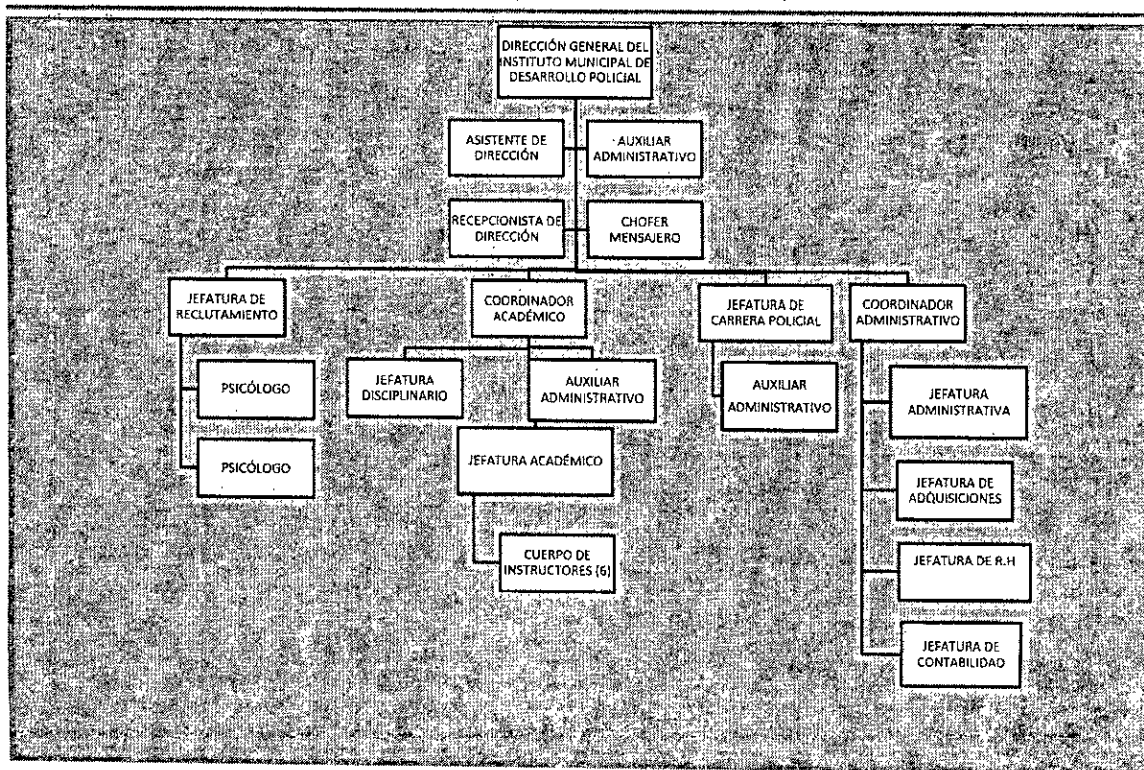 DIRECCIÓN GENERAL DEL
INSTITUTO MUNICIPAL DE
DESARROLLO POLICIAL
ASISTENTE DE
DIRECCIÓN
AUXILIAR
ADMINISTRATIVO
RECEPCIONISTA DE
DIRECCIÓN
CHOFER
MENSAJERO
JEFATURA DE
RECLUTAMIENTO
COORDINADOR
ACADÉMICO
JEFATURA DE
CARRERA POLICIAL
COORDINADOR
ADMINISTRATIVO
PSICÓLOGO
JEFATURA
DISCIPLINARIO
AUXILIAR
ADMINISTRATIVO
AUXILIAR
ADMINISTRATIVO
JEFATURA
ADMINISTRATIVA
PSICÓLOGO
JEFATURA ACADÉMICO
JEFATURA DE
ADQUISICIONES
CUERPO DE
INSTRUCTORES (6)
JEFATURA DE R.H
JEFATURA DE
CONTABILIDAD